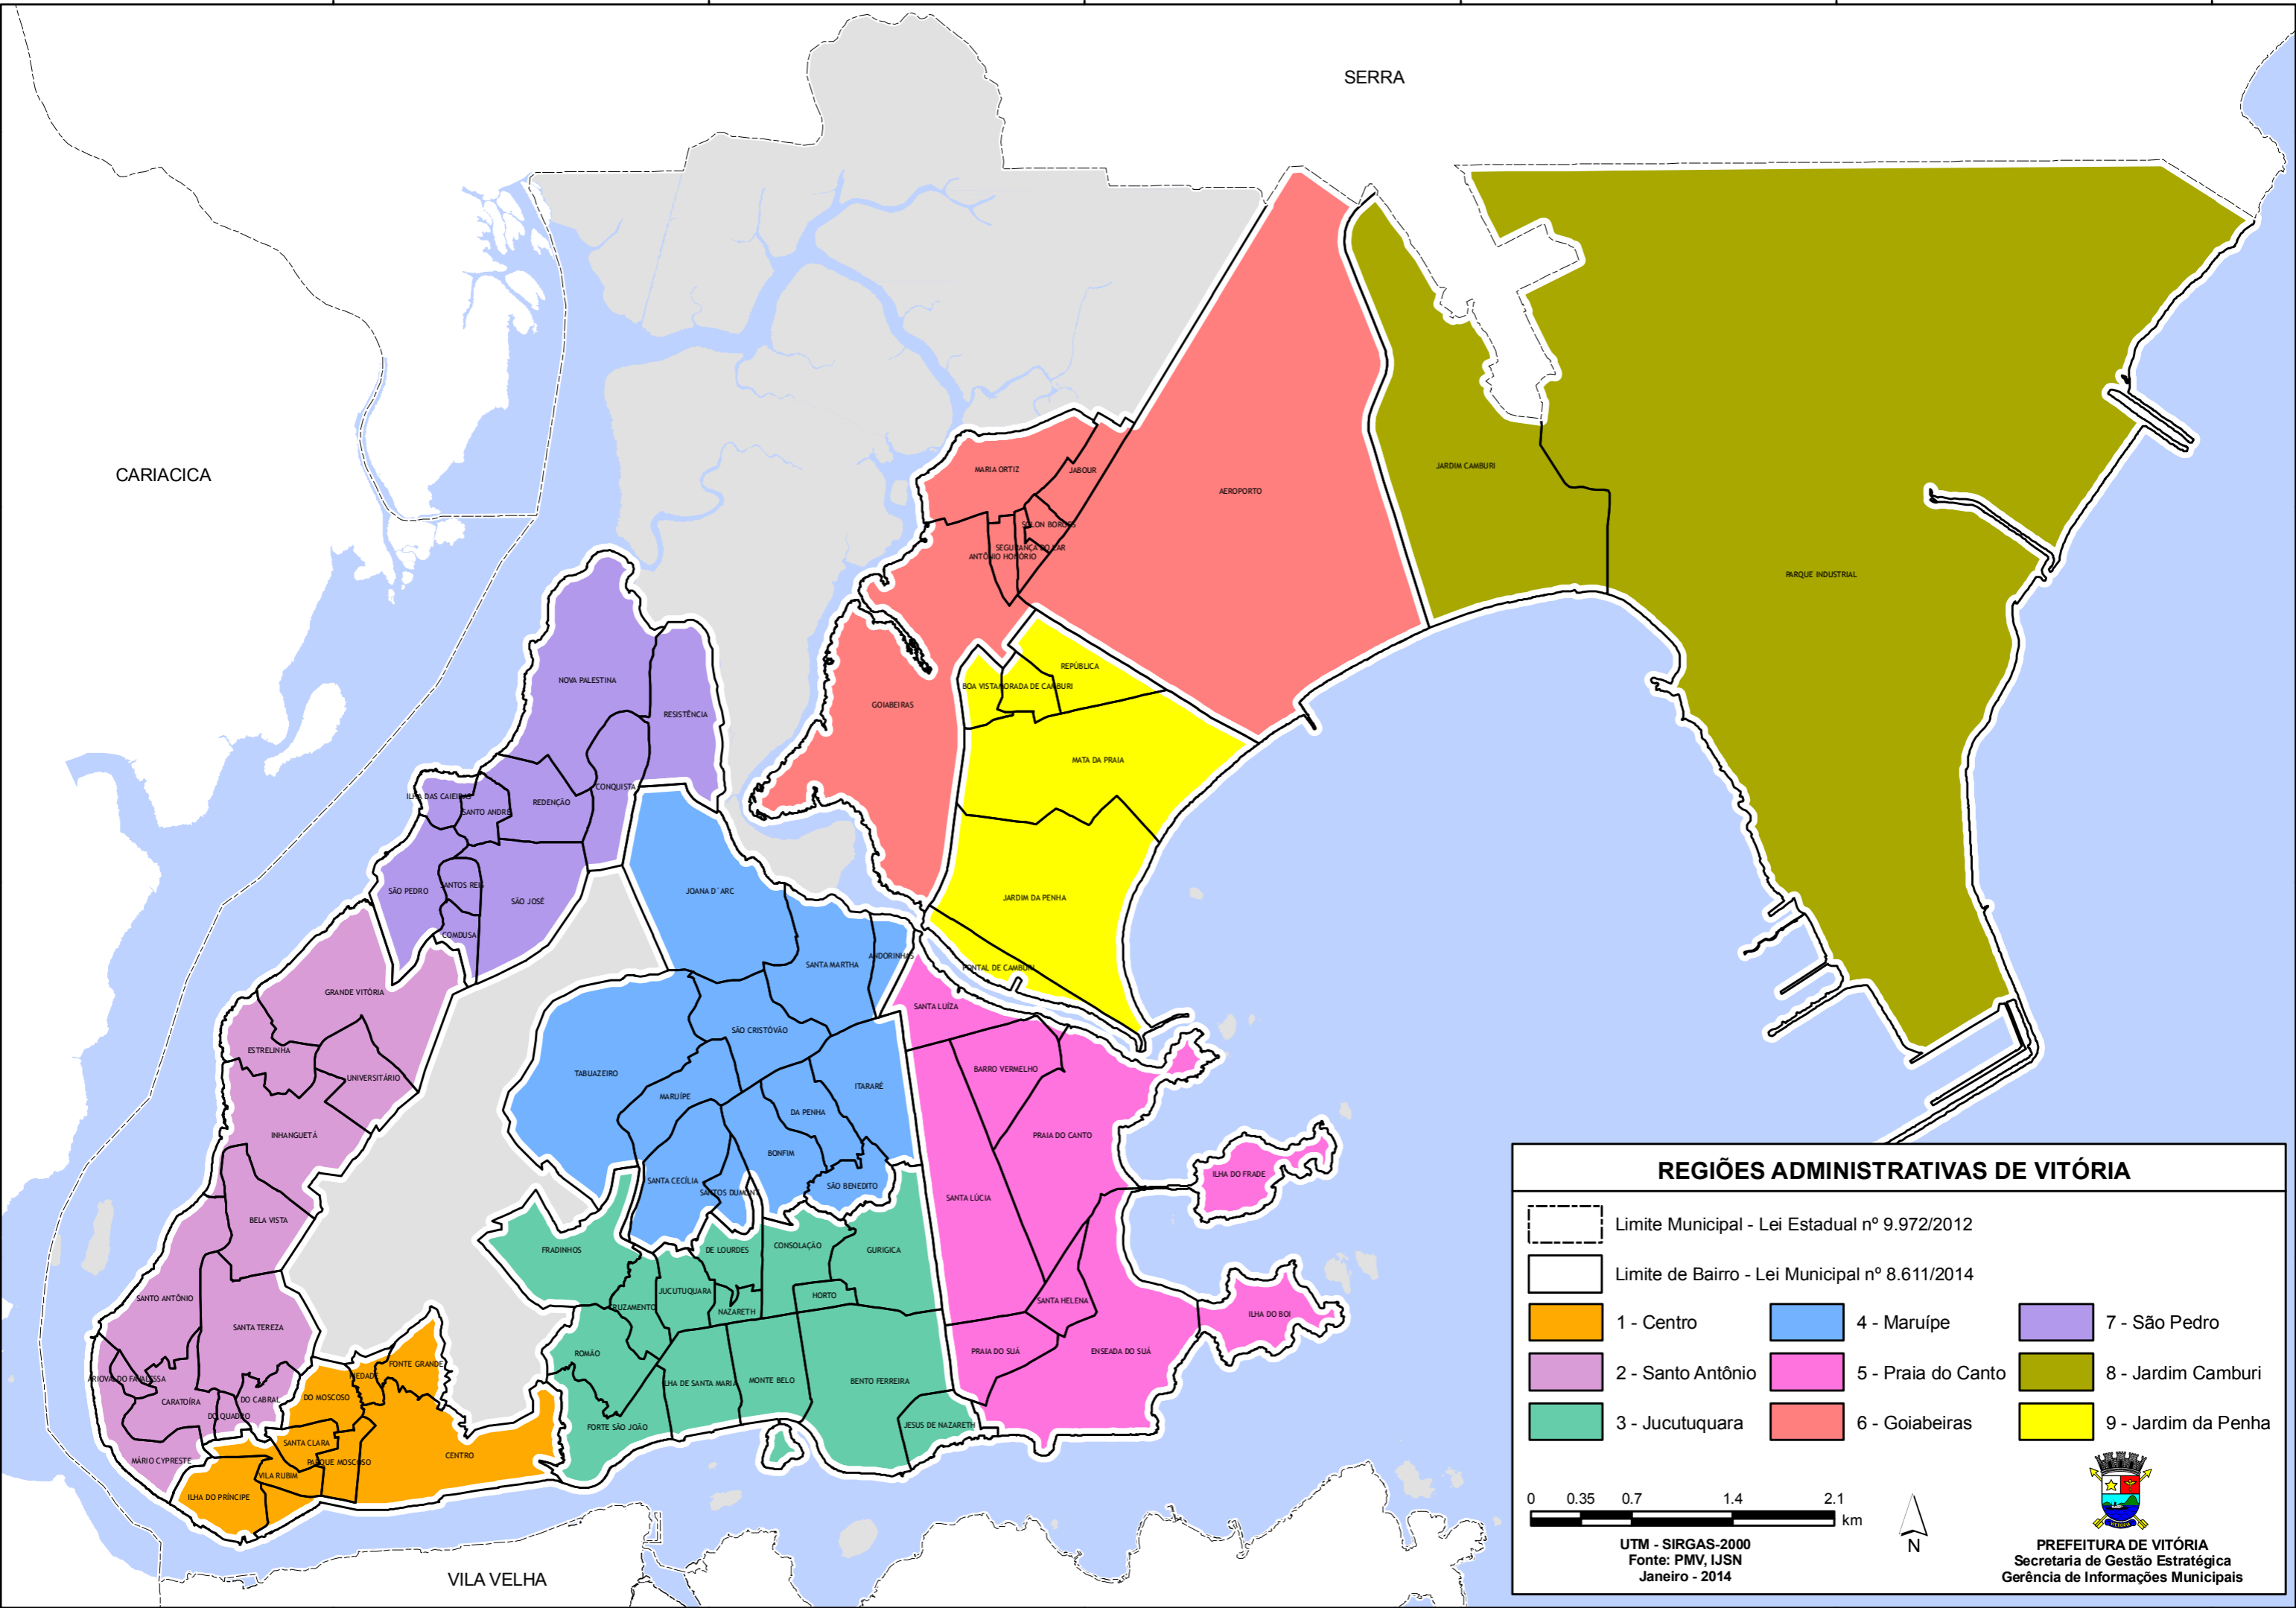 SERRA
CARIACICA
VILA VELHA
MARIA ORTIZ
JABOUR
AEROPORTO
SOLON BORGES
SEGURANÇA DO LAR
ANTÔNIO HONÓRIO
GOIABEIRAS
JARDIM CAMBURI
PARQUE INDUSTRIAL
REPÚBLICA
BOA VISTA
MORADA DE CAMBURI
MATA DA PRAIA
JARDIM DA PENHA
PONTAL DE CAMBURI
NOVA PALESTINA
RESISTÊNCIA
CONQUISTA
REDENÇÃO
ILHA DAS CAIEIRAS
SANTO ANDRÉ
SÃO PEDRO
SANTOS REIS
SÃO JOSÉ
COMDUSA
JOANA D´ARC
SANTA MARTHA
ANDORINHAS
SÃO CRISTÓVÃO
TABUAZEIRO
MARUÍPE
ITARARÉ
DA PENHA
BONFIM
SÃO BENEDITO
SANTA CECÍLIA
SANTOS DUMONT
GRANDE VITÓRIA
ESTRELINHA
UNIVERSITÁRIO
INHANGUETÁ
BELA VISTA
SANTO ANTÔNIO
SANTA TEREZA
ARIOVALDO FAVALESSA
CARATOÍRA
DO CABRAL
DO QUADRO
MÁRIO CYPRESTE
FONTE GRANDE
PIEDADE
DO MOSCOSO
SANTA CLARA
PARQUE MOSCOSO
VILA RUBIM
CENTRO
ILHA DO PRÍNCIPE
FRADINHOS
DE LOURDES
CONSOLAÇÃO
GURIGICA
JUCUTUQUARA
CRUZAMENTO
NAZARETH
HORTO
ROMÃO
ILHA DE SANTA MARIA
MONTE BELO
BENTO FERREIRA
FORTE SÃO JOÃO
JESUS DE NAZARETH
SANTA LUÍZA
BARRO VERMELHO
PRAIA DO CANTO
SANTA LÚCIA
SANTA HELENA
PRAIA DO SUÁ
ENSEADA DO SUÁ
ILHA DO FRADE
ILHA DO BOI
REGIÕES ADMINISTRATIVAS DE VITÓRIA
Limite Municipal - Lei Estadual nº 9.972/2012
Limite de Bairro - Lei Municipal nº 8.611/2014
1 - Centro
4 - Maruípe
7 - São Pedro
2 - Santo Antônio
5 - Praia do Canto
8 - Jardim Camburi
3 - Jucutuquara
6 - Goiabeiras
9 - Jardim da Penha
0 0.35 0.7 1.4 2.1
km
N
UTM - SIRGAS-2000
Fonte: PMV, IJSN
Janeiro - 2014
PREFEITURA DE VITÓRIA
Secretaria de Gestão Estratégica
Gerência de Informações Municipais